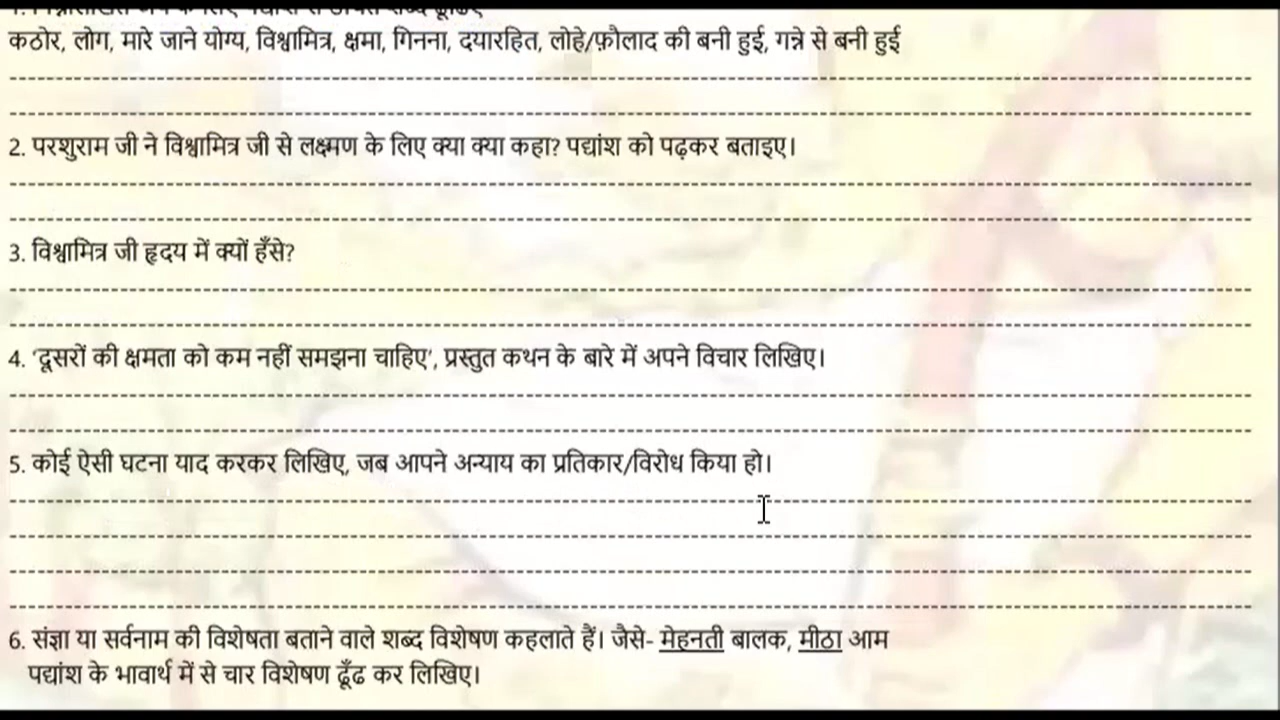 कठोर, लोग, मारे जाने योग्य, विश्वामित्र, क्षमा, गिनना, दयारहित, लोहे/फ़ौलाद की बनी हुई, गन्ने से बनी हुई
2. परशुराम जी ने विश्वामित्र जी से लक्ष्मण के लिए क्या क्या कहा? पद्यांश को पढ़कर बताइए।
3. विश्वामित्र जी हृदय में क्यों हँसे?
4. ‘दूसरों की क्षमता को कम नहीं समझना चाहिए’, प्रस्तुत कथन के बारे में अपने विचार लिखिए।
5. कोई ऐसी घटना याद करकर लिखिए, जब आपने अन्याय का प्रतिकार/विरोध किया हो।
6. संज्ञा या सर्वनाम की विशेषता बताने वाले शब्द विशेषण कहलाते हैं। जैसे- मेहनती बालक, मीठा आम
पद्यांश के भावार्थ में से चार विशेषण ढूँढ कर लिखिए।